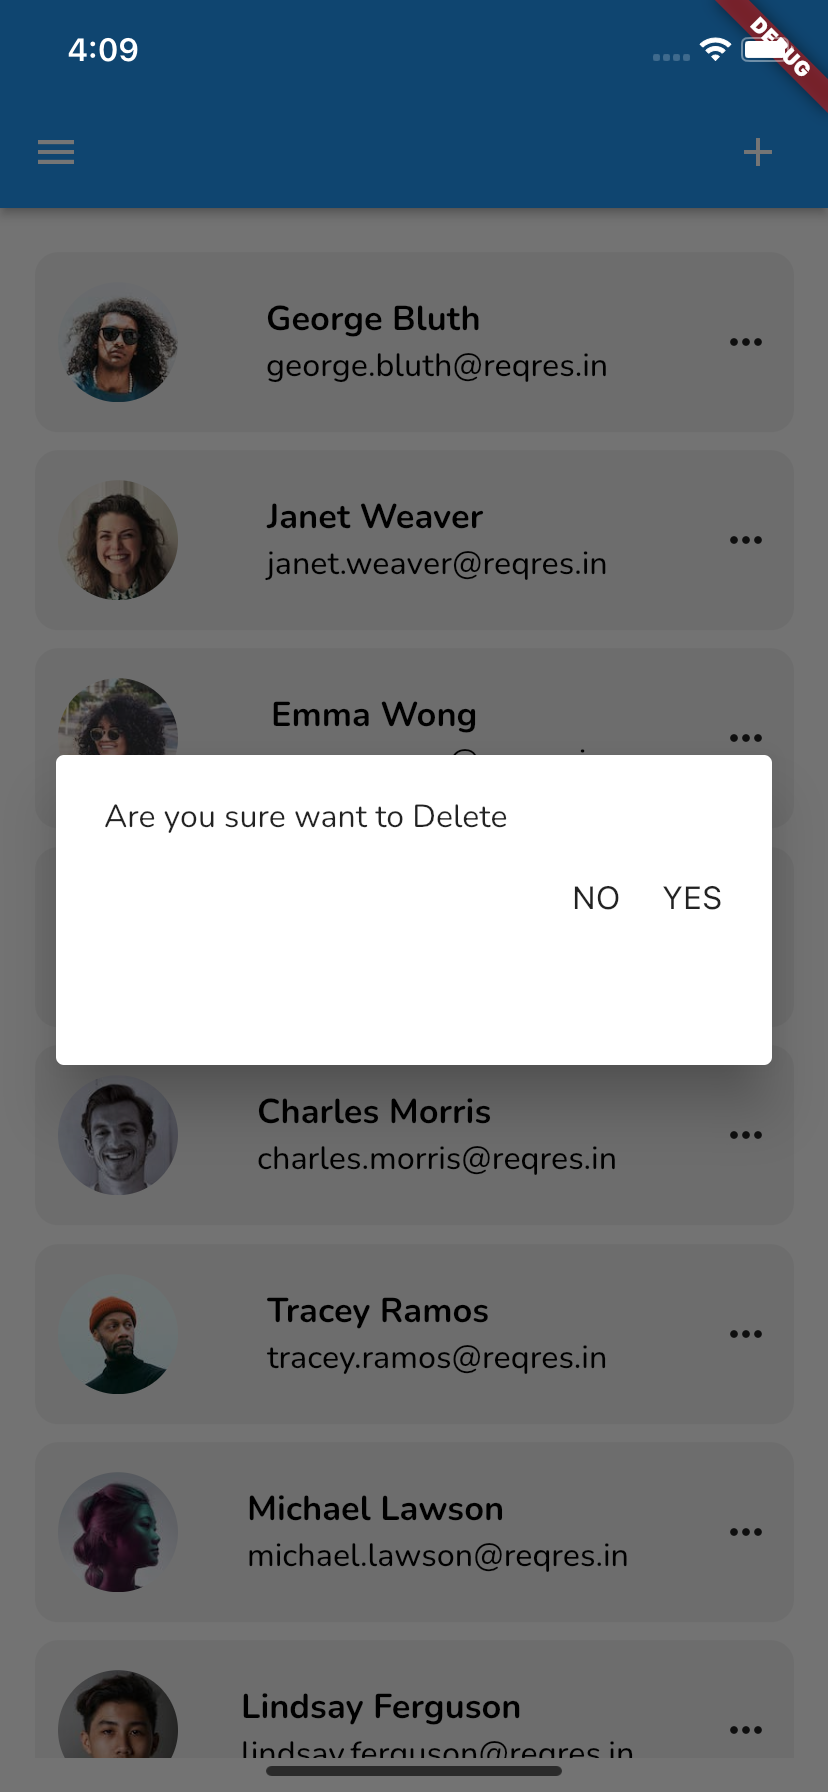 4:09
DEBUG
George Bluth
george.bluth@reqres.in
Janet Weaver
janet.weaver@reqres.in
Emma Wong
Are you sure want to Delete
NO YES
Charles Morris
charles.morris@reqres.in
Tracey Ramos
tracey.ramos@reqres.in
Michael Lawson
michael.lawson@reqres.in
Lindsay Ferguson
lindsay.ferguson@reqres.in